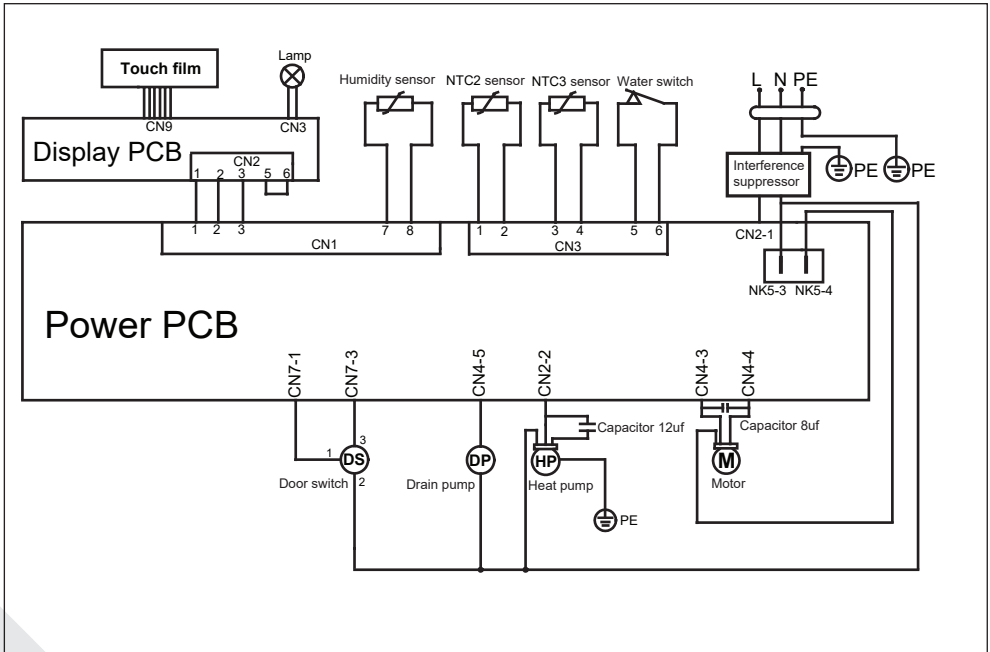 Touch film
Lamp
Humidity sensor
NTC2 sensor
NTC3 sensor
Water switch
L N PE
CN9
CN3
Display PCB
CN2
1 2 3 5 6
Interference
suppressor
PE
PE
1 2 3
7 8
CN1
1 2 3 4 5 6
CN3
CN2-1
NK5-3 NK5-4
Power PCB
CN7-1
CN7-3
CN4-5
CN2-2
CN4-3
CN4-4
Capacitor 12uf
Capacitor 8uf
1
3
DS
2
Door switch
DP
Drain pump
HP
Heat pump
M
Motor
PE